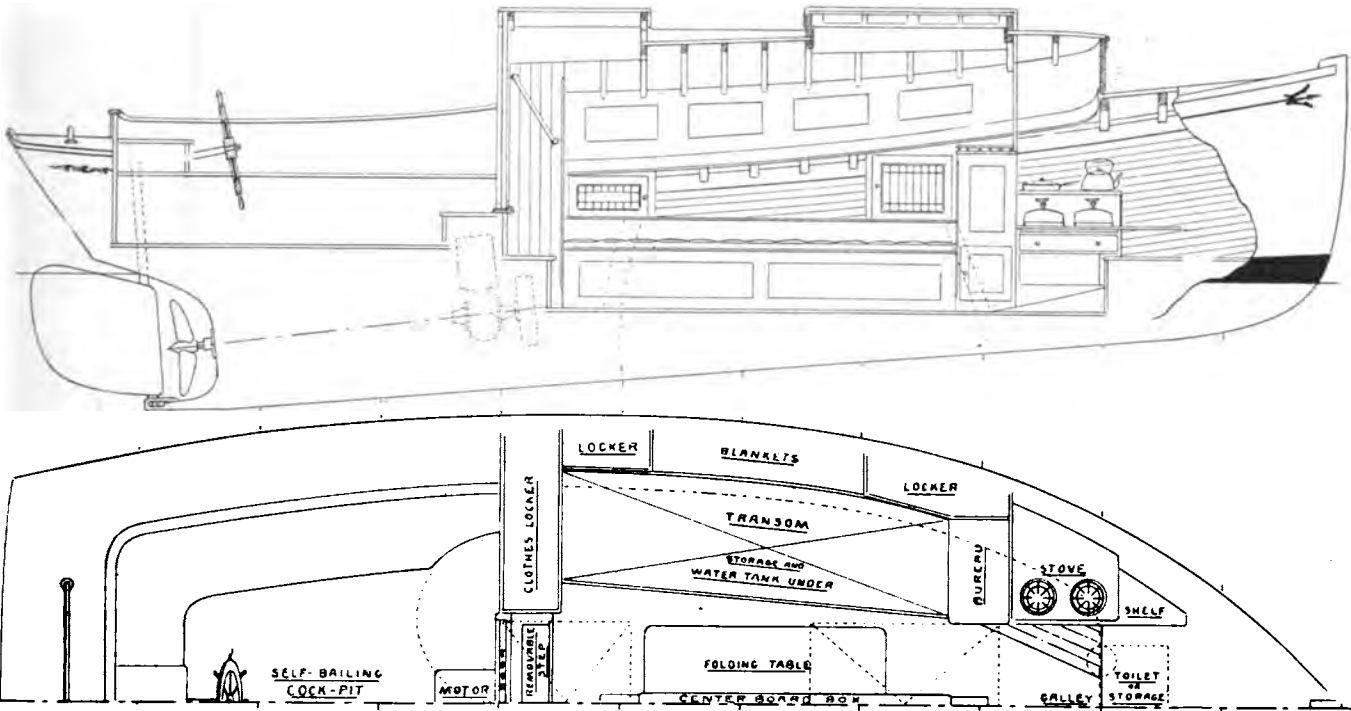 LOCKER
BLANKETS
LOCKER
CLOTHES LOCKER
TRANSOM
STORAGE AND
WATER TANK UNDER
BUREAU
STOVE
SHELF
SELF-BAILING
COCK-PIT
MOTOR
DOOR
REMOVABLE
STEP
FOLDING TABLE
CENTER BOARD BOX
GALLEY
TOILET
OR
STORAGE